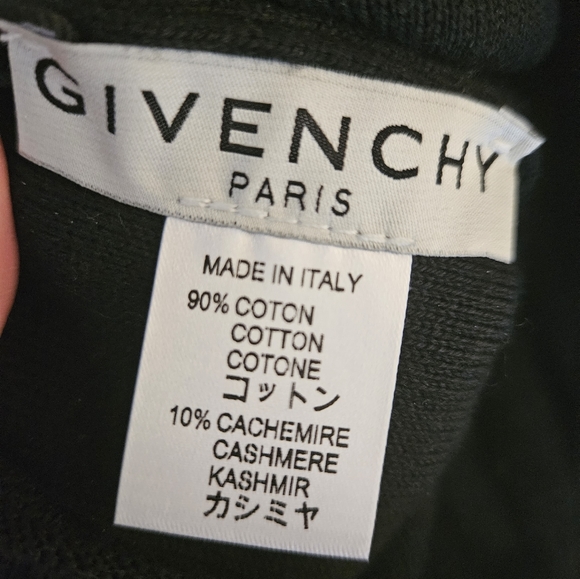 GIVENCHY
PARIS
MADE IN ITALY
90% COTON
COTTON
COTONE
コットン
10% CACHEMIRE
CASHMERE
KASHMIR
カシミヤ